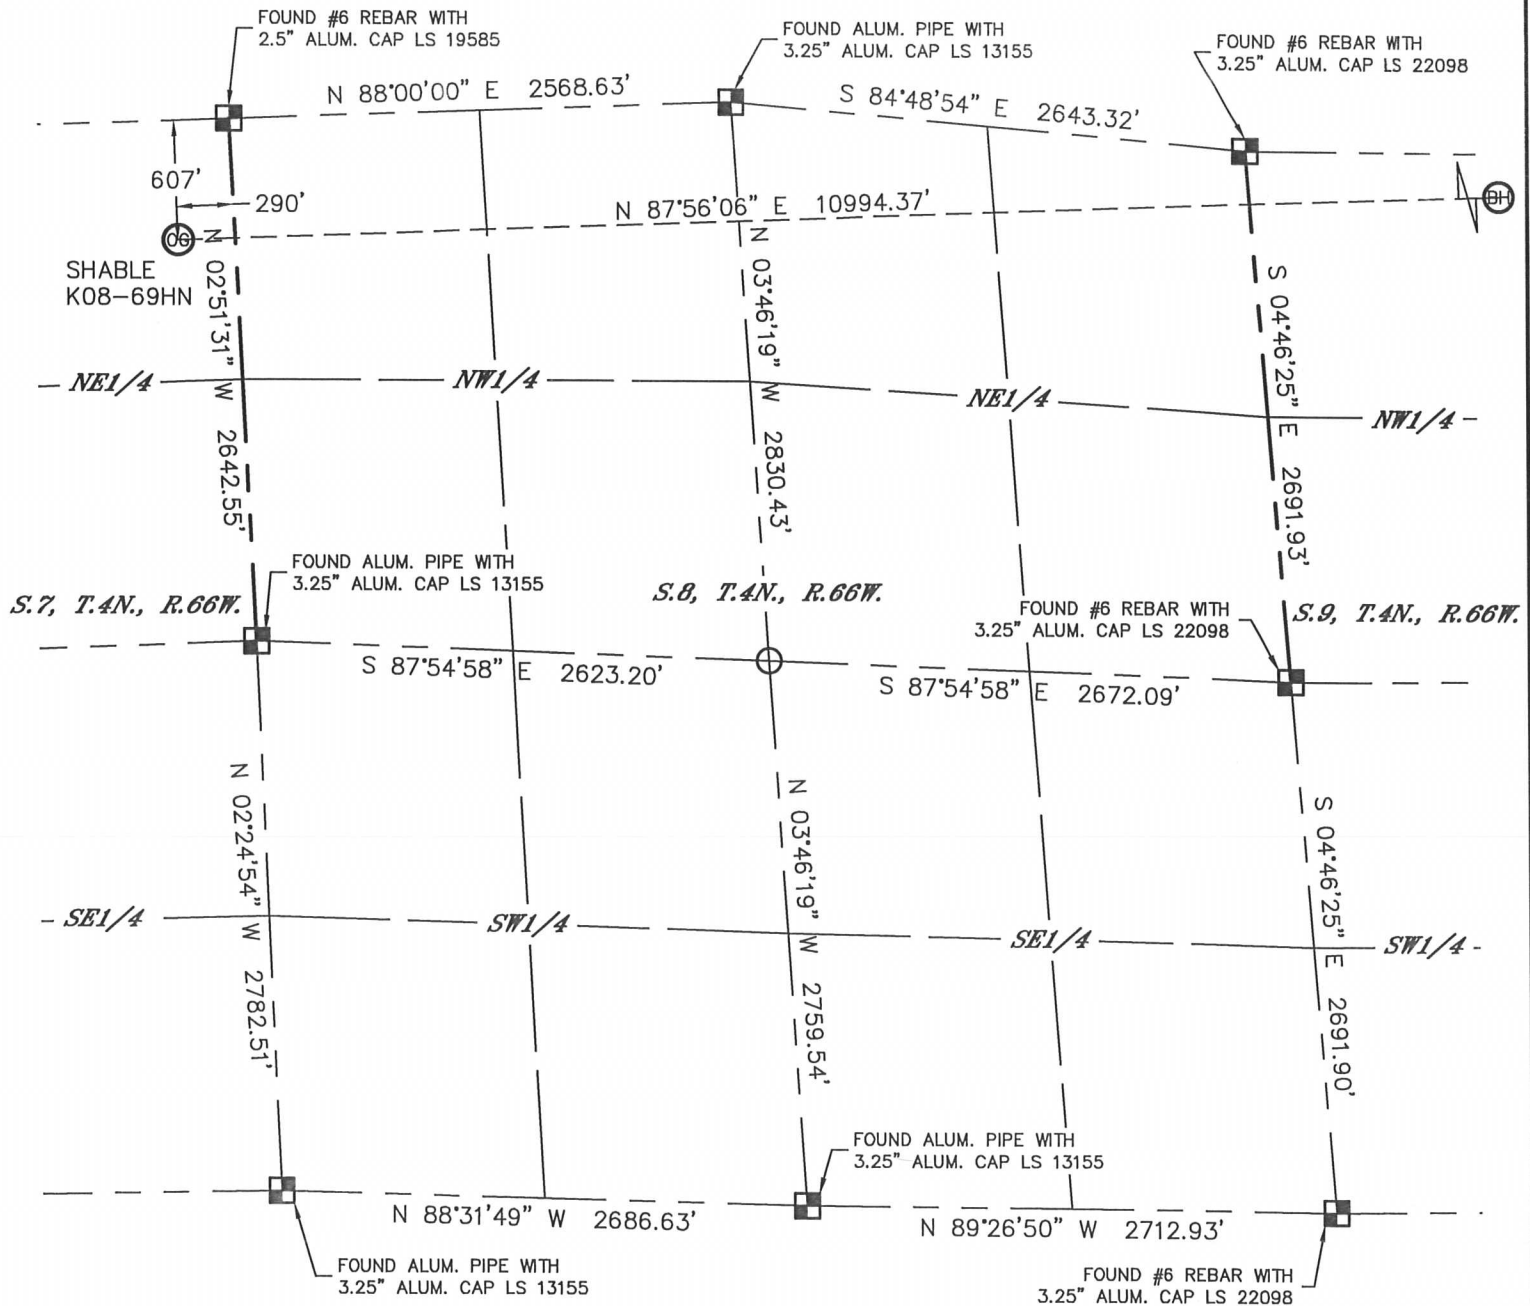 FOUND #6 REBAR WITH
2.5" ALUM. CAP LS 19585
FOUND ALUM. PIPE WITH
3.25" ALUM. CAP LS 13155
FOUND #6 REBAR WITH
3.25" ALUM. CAP LS 22098
N 88°00'00" E 2568.63'
S 84°48'54" E 2643.32'
607'
290'
N 87°56'06" E 10994.37'
BH
OG
SHABLE
K08-69HN
N 02°51'31" W 2642.55'
N 03°46'19" W 2830.43'
S 04°46'25" E 2691.93'
NE1/4
NW1/4
NE1/4
NW1/4
FOUND ALUM. PIPE WITH
3.25" ALUM. CAP LS 13155
S.7, T.4N., R.66W.
S.8, T.4N., R.66W.
FOUND #6 REBAR WITH
3.25" ALUM. CAP LS 22098
S.9, T.4N., R.66W.
S 87°54'58" E 2623.20'
S 87°54'58" E 2672.09'
N 02°24'54" W 2782.51'
N 03°46'19" W 2759.54'
S 04°46'25" E 2691.90'
SE1/4
SW1/4
SE1/4
SW1/4
FOUND ALUM. PIPE WITH
3.25" ALUM. CAP LS 13155
N 88°31'49" W 2686.63'
N 89°26'50" W 2712.93'
FOUND ALUM. PIPE WITH
3.25" ALUM. CAP LS 13155
FOUND #6 REBAR WITH
3.25" ALUM. CAP LS 22098